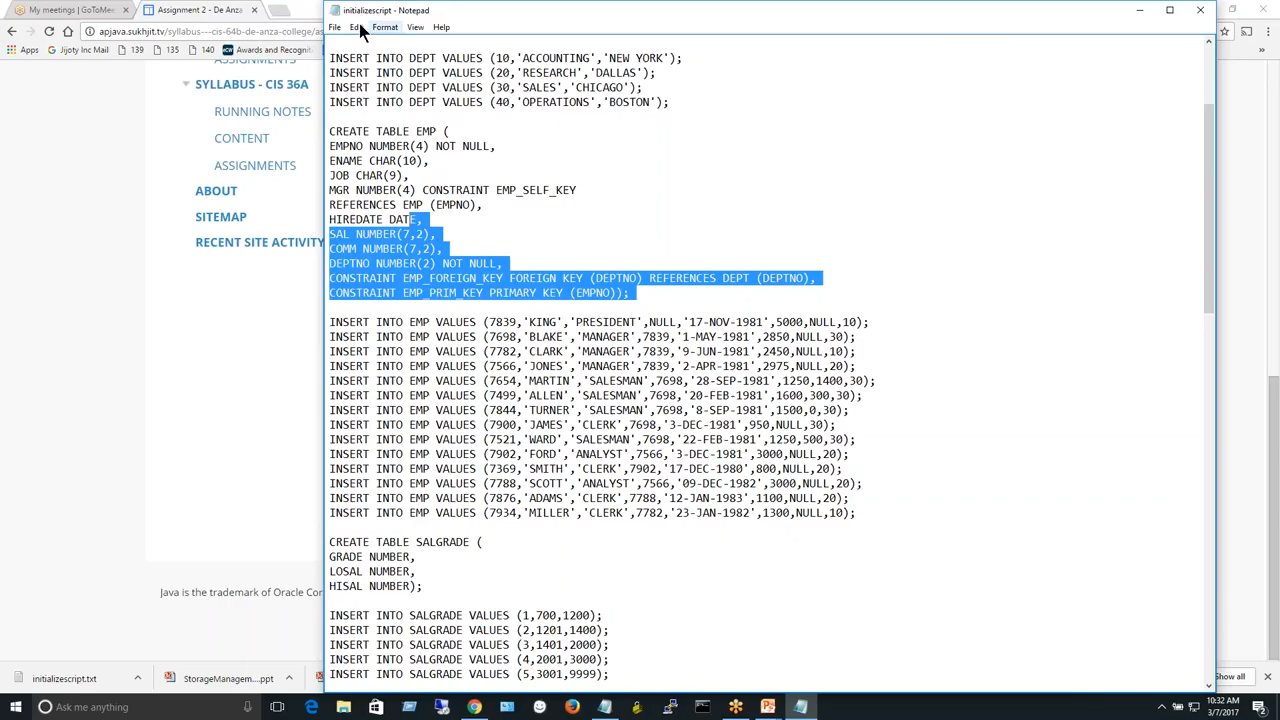 My meetings | GoToMee
Assignment 2 - De Anza
initializescript - Notepad
apjava.sukhjit.tv/syllabus---cis-64b-de-anza-college/as
Apps
Jijoty Inc Mail
139
135
140
Awards and Recognit
File
Edit
Format
View
Help
ASSIGNMENTS
SYLLABUS - CIS 36A
RUNNING NOTES
CONTENT
ASSIGNMENTS
ABOUT
SITEMAP
RECENT SITE ACTIVITY
Java is the trademark of Oracle Cor
INSERT INTO DEPT VALUES (10,'ACCOUNTING','NEW YORK');
INSERT INTO DEPT VALUES (20,'RESEARCH','DALLAS');
INSERT INTO DEPT VALUES (30,'SALES','CHICAGO');
INSERT INTO DEPT VALUES (40,'OPERATIONS','BOSTON');
CREATE TABLE EMP (
EMPNO NUMBER(4) NOT NULL,
ENAME CHAR(10),
JOB CHAR(9),
MGR NUMBER(4) CONSTRAINT EMP_SELF_KEY
REFERENCES EMP (EMPNO),
HIREDATE DATE,
SAL NUMBER(7,2),
COMM NUMBER(7,2),
DEPTNO NUMBER(2) NOT NULL,
CONSTRAINT EMP_FOREIGN_KEY FOREIGN KEY (DEPTNO) REFERENCES DEPT (DEPTNO),
CONSTRAINT EMP_PRIM_KEY PRIMARY KEY (EMPNO));
INSERT INTO EMP VALUES (7839,'KING','PRESIDENT',NULL,'17-NOV-1981',5000,NULL,10);
INSERT INTO EMP VALUES (7698,'BLAKE','MANAGER',7839,'1-MAY-1981',2850,NULL,30);
INSERT INTO EMP VALUES (7782,'CLARK','MANAGER',7839,'9-JUN-1981',2450,NULL,10);
INSERT INTO EMP VALUES (7566,'JONES','MANAGER',7839,'2-APR-1981',2975,NULL,20);
INSERT INTO EMP VALUES (7654,'MARTIN','SALESMAN',7698,'28-SEP-1981',1250,1400,30);
INSERT INTO EMP VALUES (7499,'ALLEN','SALESMAN',7698,'20-FEB-1981',1600,300,30);
INSERT INTO EMP VALUES (7844,'TURNER','SALESMAN',7698,'8-SEP-1981',1500,0,30);
INSERT INTO EMP VALUES (7900,'JAMES','CLERK',7698,'3-DEC-1981',950,NULL,30);
INSERT INTO EMP VALUES (7521,'WARD','SALESMAN',7698,'22-FEB-1981',1250,500,30);
INSERT INTO EMP VALUES (7902,'FORD','ANALYST',7566,'3-DEC-1981',3000,NULL,20);
INSERT INTO EMP VALUES (7369,'SMITH','CLERK',7902,'17-DEC-1980',800,NULL,20);
INSERT INTO EMP VALUES (7788,'SCOTT','ANALYST',7566,'09-DEC-1982',3000,NULL,20);
INSERT INTO EMP VALUES (7876,'ADAMS','CLERK',7788,'12-JAN-1983',1100,NULL,20);
INSERT INTO EMP VALUES (7934,'MILLER','CLERK',7782,'23-JAN-1982',1300,NULL,10);
CREATE TABLE SALGRADE (
GRADE NUMBER,
LOSAL NUMBER,
HISAL NUMBER);
INSERT INTO SALGRADE VALUES (1,700,1200);
INSERT INTO SALGRADE VALUES (2,1201,1400);
INSERT INTO SALGRADE VALUES (3,1401,2000);
INSERT INTO SALGRADE VALUES (4,2001,3000);
INSERT INTO SALGRADE VALUES (5,3001,9999);
initializescript.txt
StorageManagem....ppt
Show all
Ask me anything
10:32 AM
3/7/2017